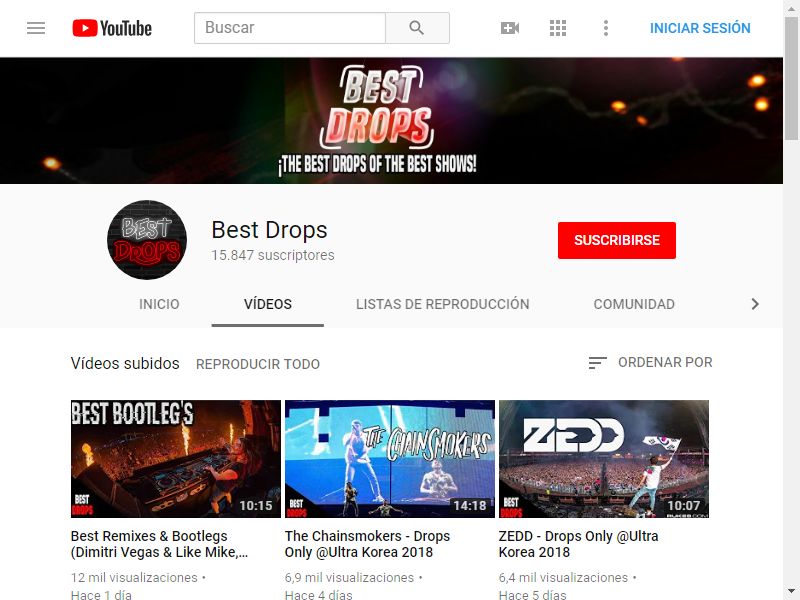 YouTube
Buscar
INICIAR SESIÓN
BEST
DROPS
¡THE BEST DROPS OF THE BEST SHOWS!
BEST
DROPS
Best Drops
15.847 suscriptores
SUSCRIBIRSE
INICIO VÍDEOS LISTAS DE REPRODUCCIÓN COMUNIDAD
Vídeos subidos REPRODUCIR TODO ORDENAR POR
BEST BOOTLEG'S
BEST
DROPS
10:15
THE CHAINSMOKERS
BEST
DROPS
14:18
ZEDD
BEST
DROPS
RUKES.COM
10:07
Best Remixes & Bootlegs
(Dimitri Vegas & Like Mike,...
12 mil visualizaciones •
Hace 1 día
The Chainsmokers - Drops
Only @Ultra Korea 2018
6,9 mil visualizaciones •
Hace 4 días
ZEDD - Drops Only @Ultra
Korea 2018
6,4 mil visualizaciones •
Hace 5 días